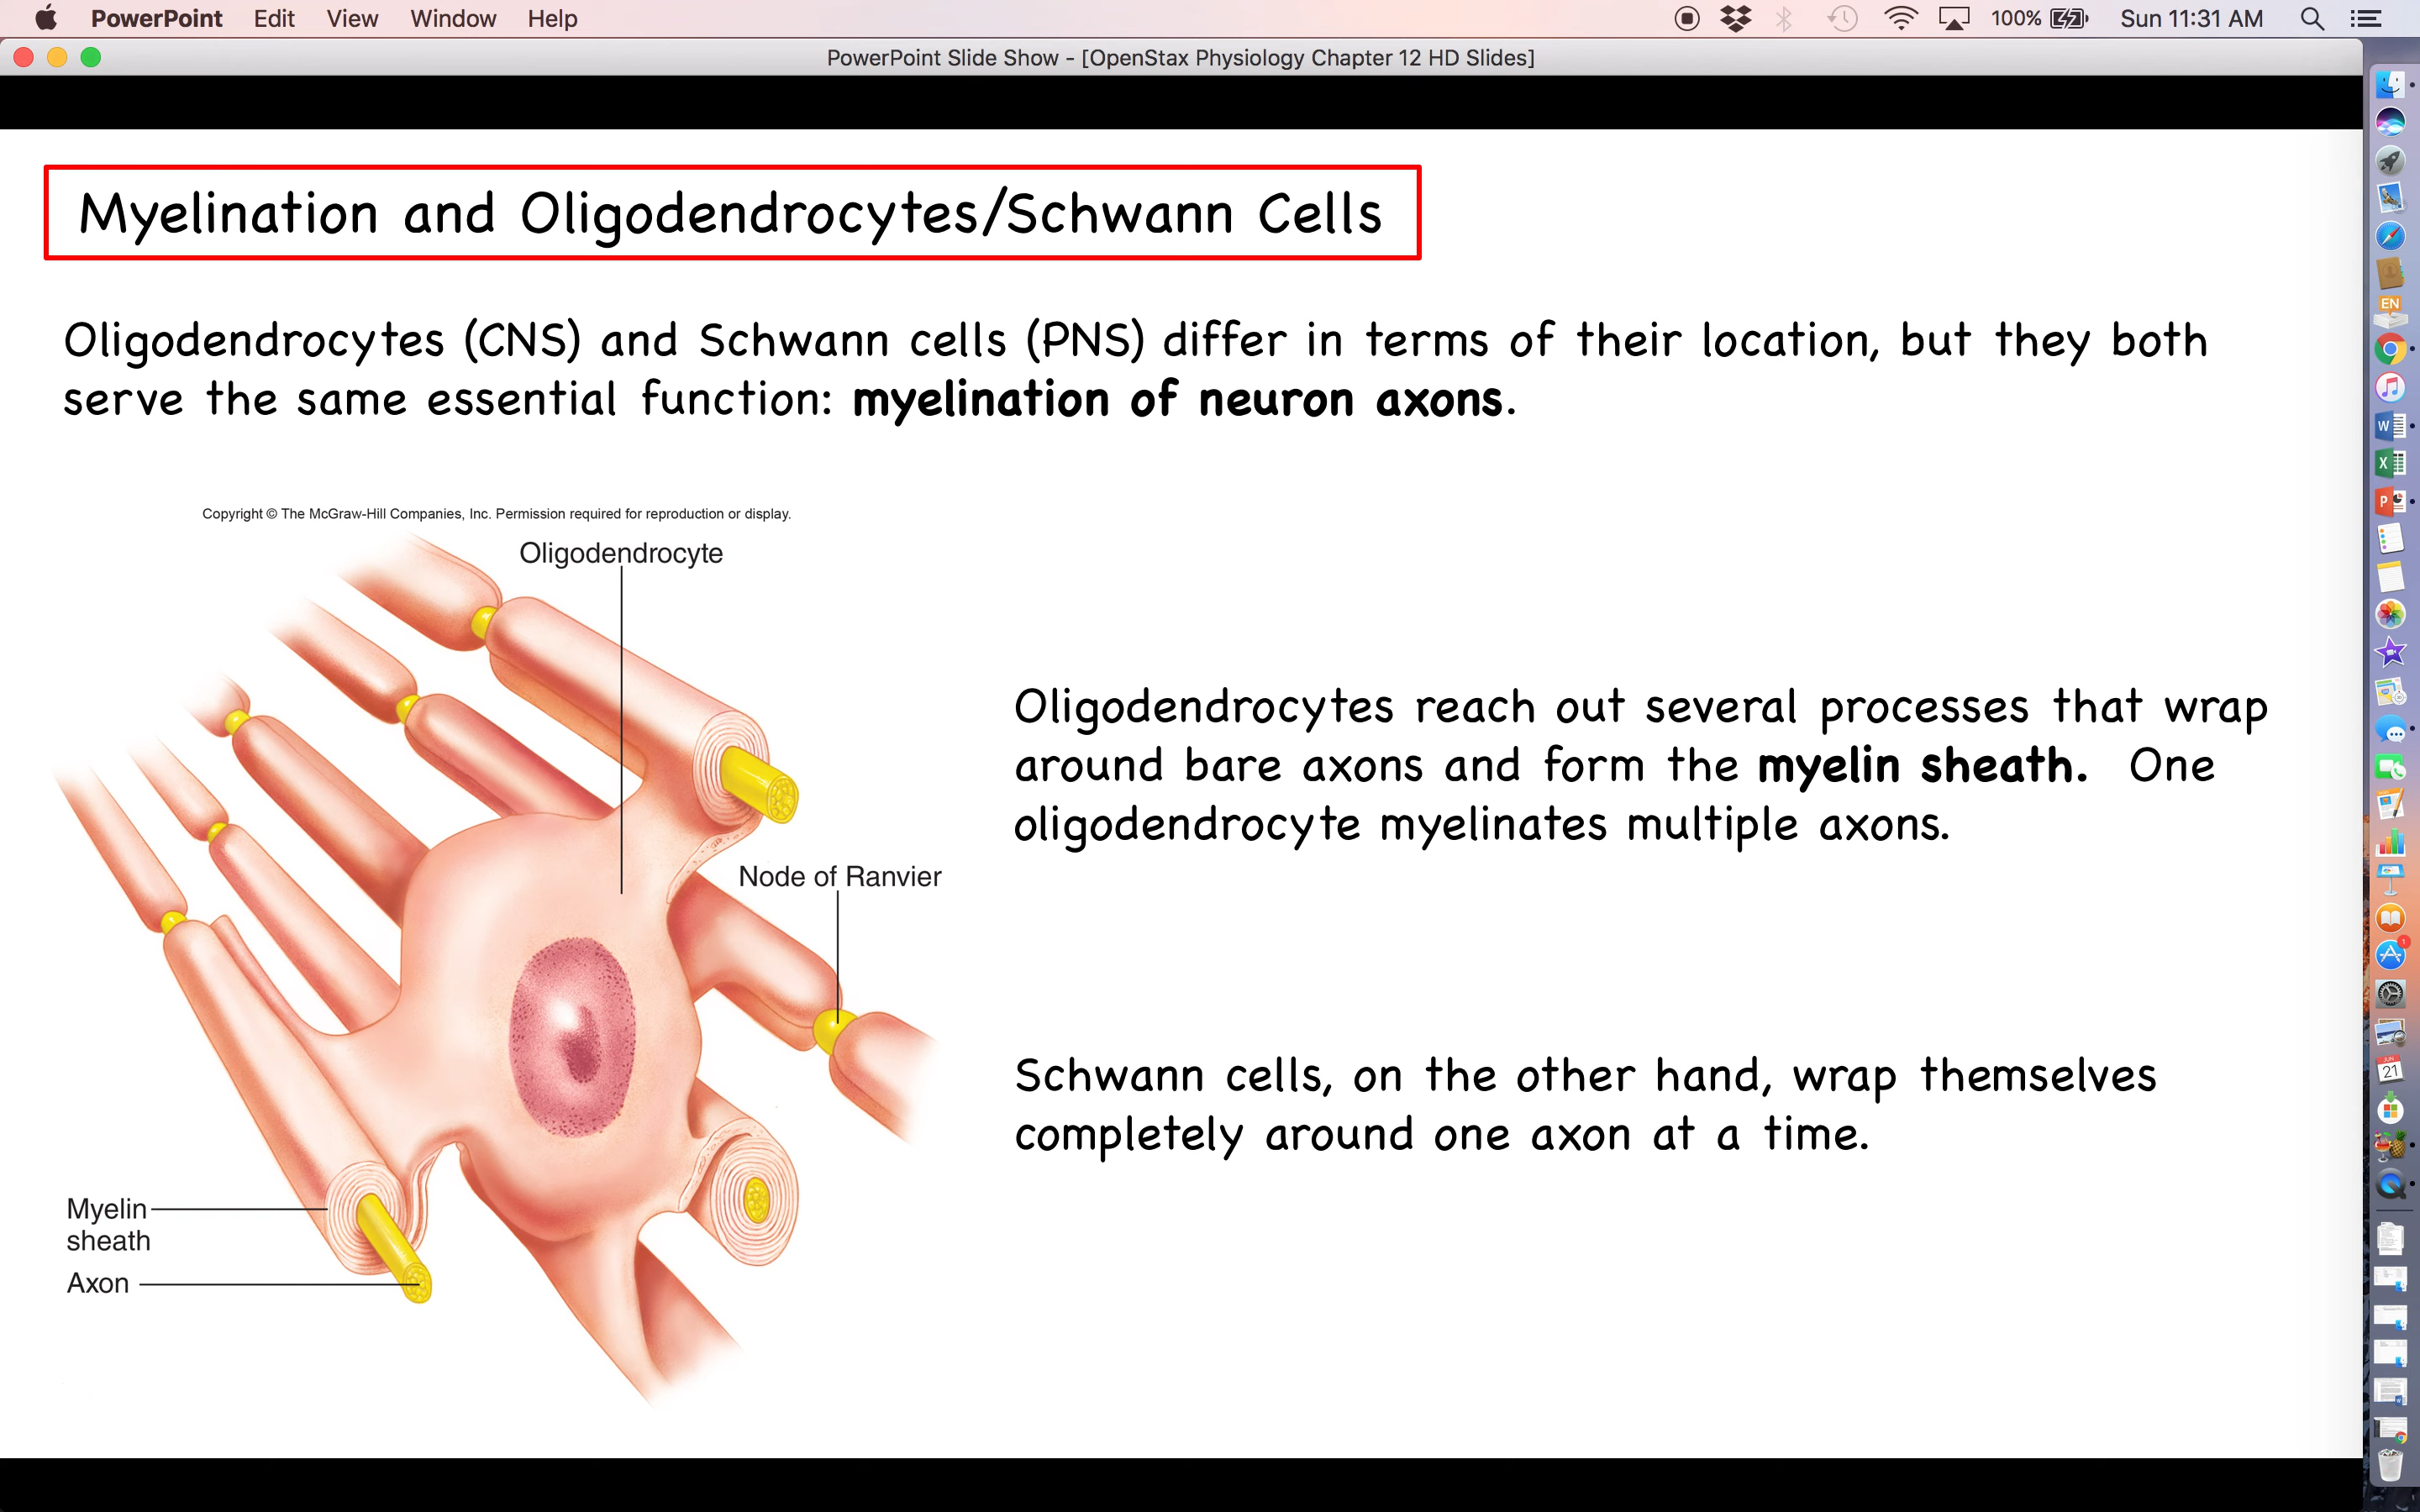 PowerPoint Edit View Window Help 100% Sun 11:31 AM
PowerPoint Slide Show - [OpenStax Physiology Chapter 12 HD Slides]
Myelination and Oligodendrocytes/Schwann Cells
Oligodendrocytes (CNS) and Schwann cells (PNS) differ in terms of their location, but they both
serve the same essential function: myelination of neuron axons.
Copyright © The McGraw-Hill Companies, Inc. Permission required for reproduction or display.
Oligodendrocyte
Node of Ranvier
Myelin
sheath
Axon
Oligodendrocytes reach out several processes that wrap
around bare axons and form the myelin sheath. One
oligodendrocyte myelinates multiple axons.
Schwann cells, on the other hand, wrap themselves
completely around one axon at a time.
EN
W
X
P
1
JUN
21